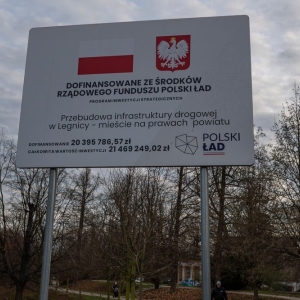 DOFINANSOWANE ZE ŚRODKÓW
RZĄDOWEGO FUNDUSZU POLSKI ŁAD
PROGRAM INWESTYCJI STRATEGICZNYCH
Przebudowa infrastruktury drogowej
w Legnicy - mieście na prawach powiatu
DOFINANSOWANIE 20 395 786,57 zł
CAŁKOWITA WARTOŚĆ INWESTYCJI 21 469 249,02 zł
POLSKI
ŁAD